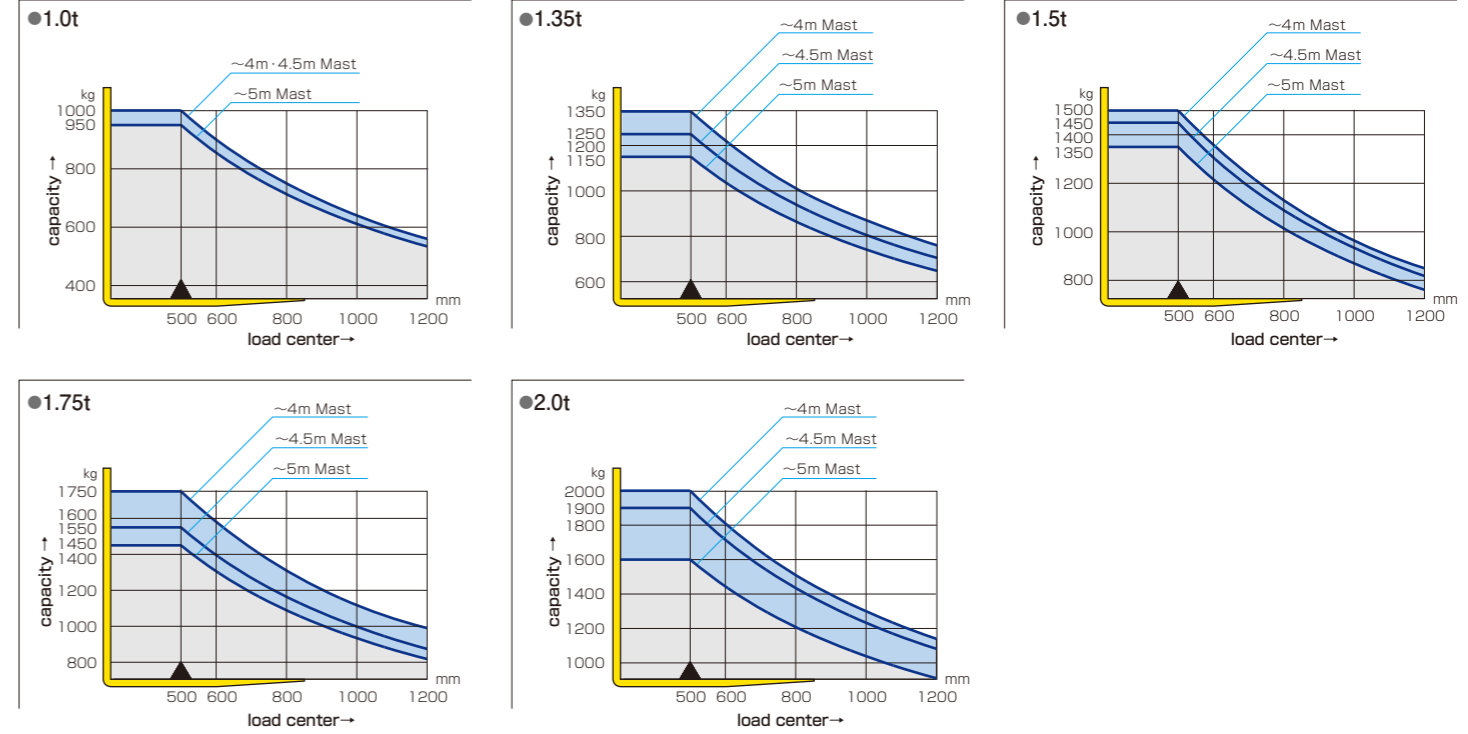 ●1.0t
～4m·4.5m Mast
～5m Mast
kg
1000
950
800
600
400
capacity→
500 600 800 1000 1200
mm
load center→
●1.35t
～4m Mast
～4.5m Mast
～5m Mast
kg
1350
1250
1200
1150
1000
800
600
capacity→
500 600 800 1000 1200
mm
load center→
●1.5t
～4m Mast
～4.5m Mast
～5m Mast
kg
1500
1450
1400
1350
1200
1000
800
capacity→
mm
500 600 800 1000 1200
load center→
●1.75t
～4m Mast
～4.5m Mast
～5m Mast
kg
1750
1600
1550
1450
1400
1200
1000
800
capacity→
mm
500 600 800 1000 1200
load center→
●2.0t
～4m Mast
～4.5m Mast
～5m Mast
kg
2000
1900
1800
1600
1400
1200
1000
capacity→
mm
500 600 800 1000 1200
load center→